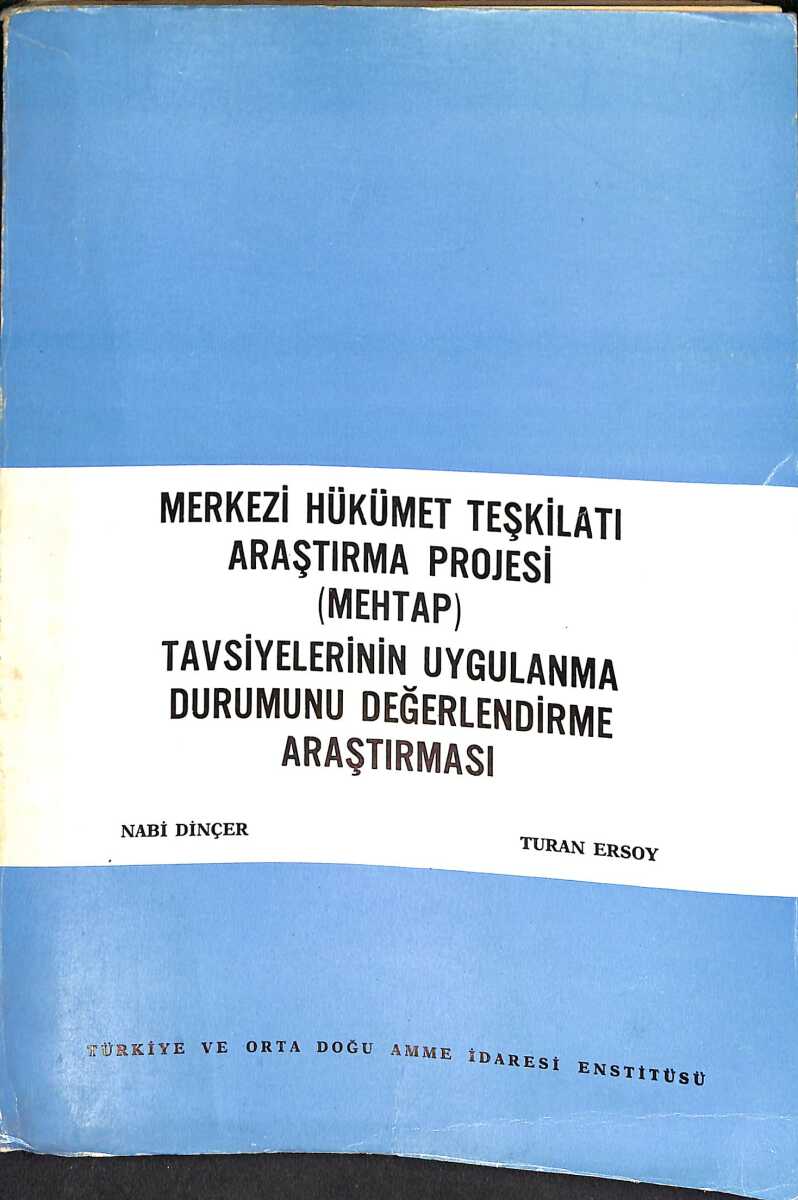 MERKEZİ HÜKÜMET TEŞKİLATI
ARAŞTIRMA PROJESİ
(MEHTAP)
TAVSİYELERİNİN UYGULANMA
DURUMUNU DEĞERLENDİRME
ARAŞTIRMASI
NABİ DİNÇER TURAN ERSOY
TÜRKİYE VE ORTA DOĞU AMME İDARESİ ENSTİTÜSÜ